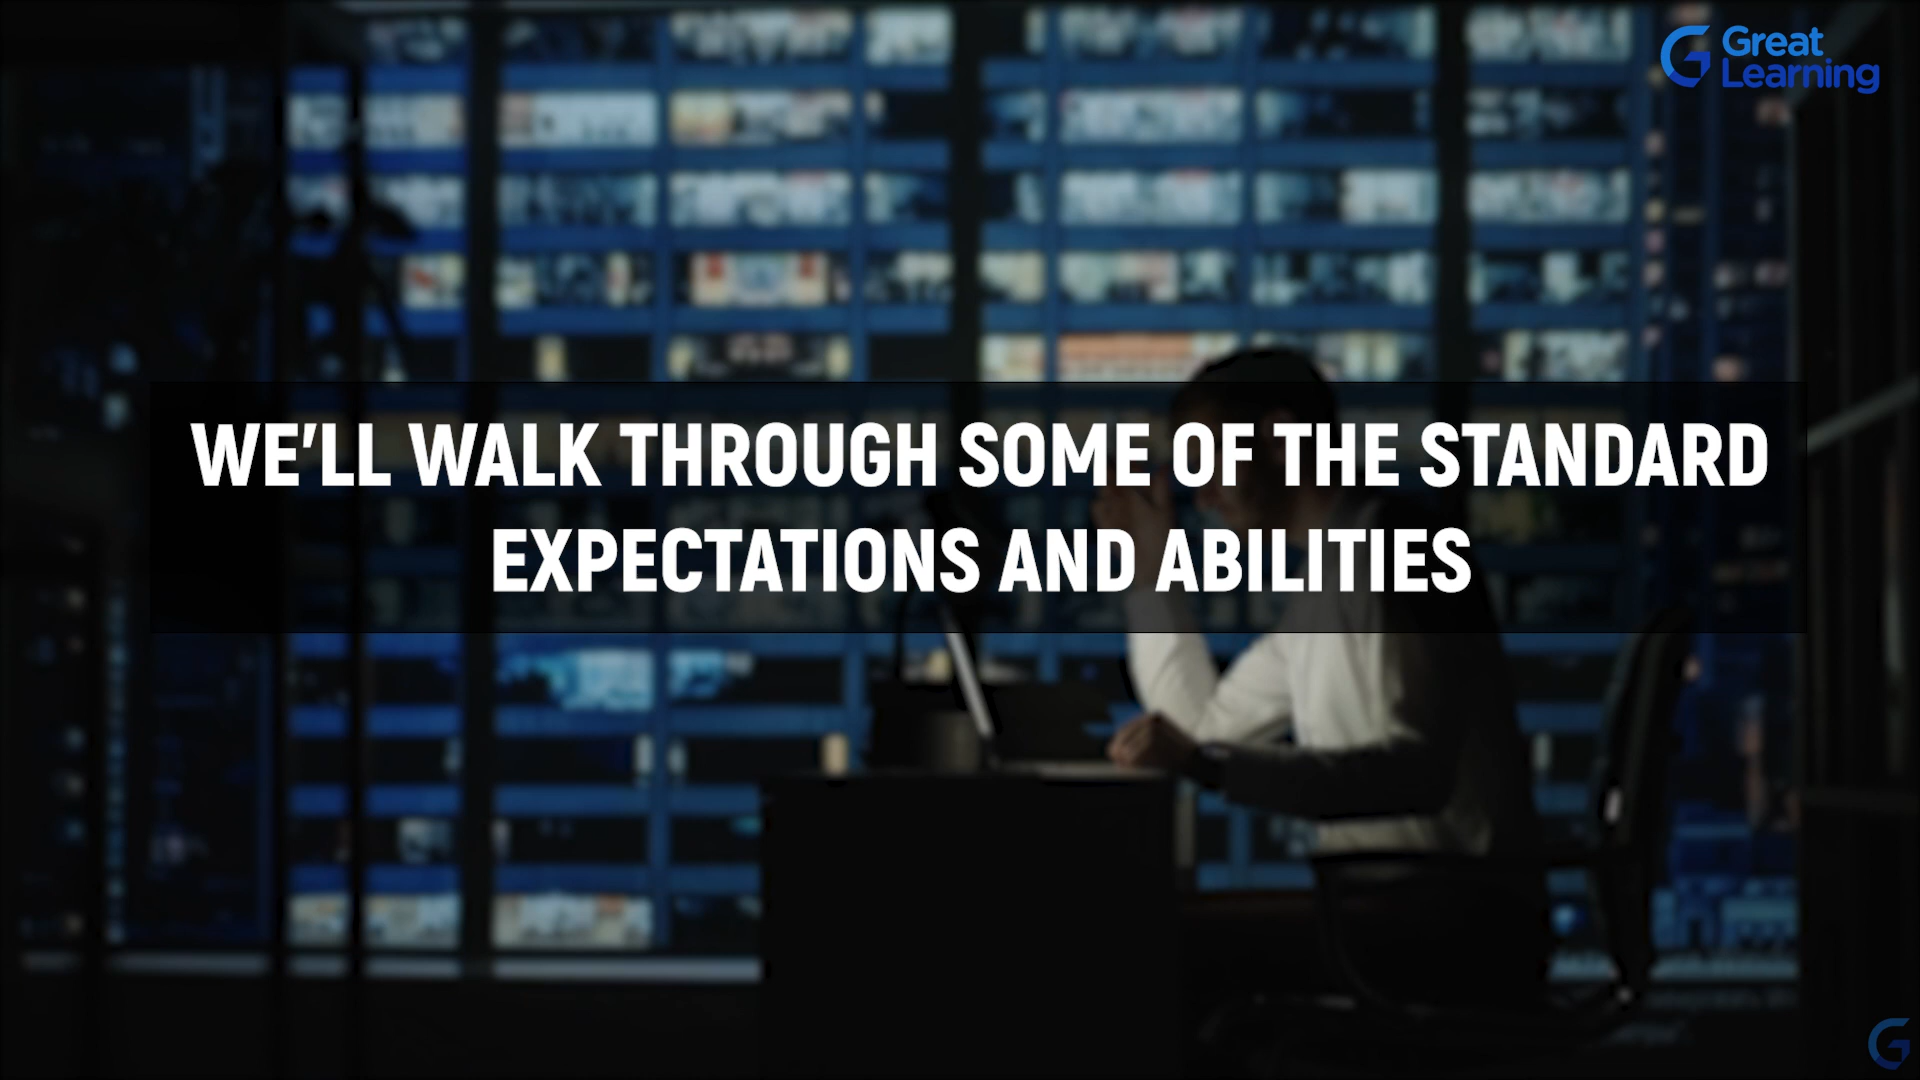 Great
Learning
WE'LL WALK THROUGH SOME OF THE STANDARD
EXPECTATIONS AND ABILITIES